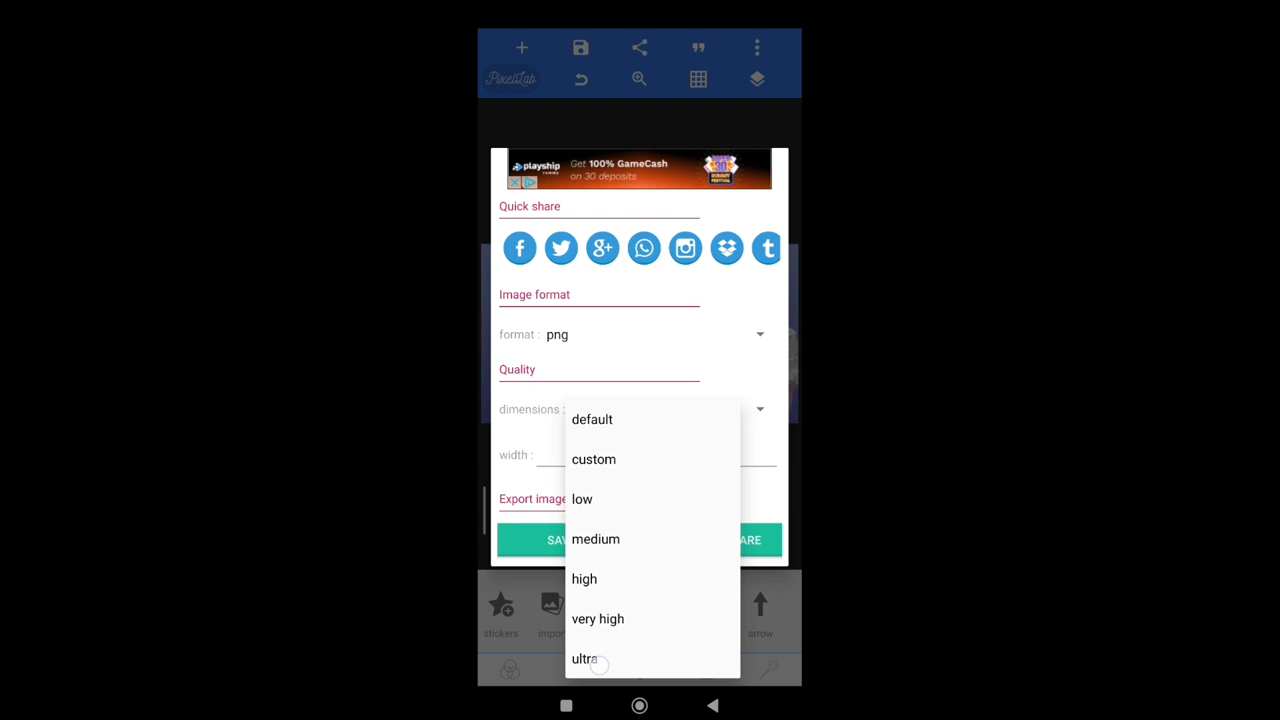 PixelLab
playship
rummy
Get 100% GameCash
on 30 deposits
Quick share
Image format
format : png
Quality
dimensions :
default
custom
width :
low
Export image
medium
SAV
ARE
high
very high
ultra
stickers
impor
arrow